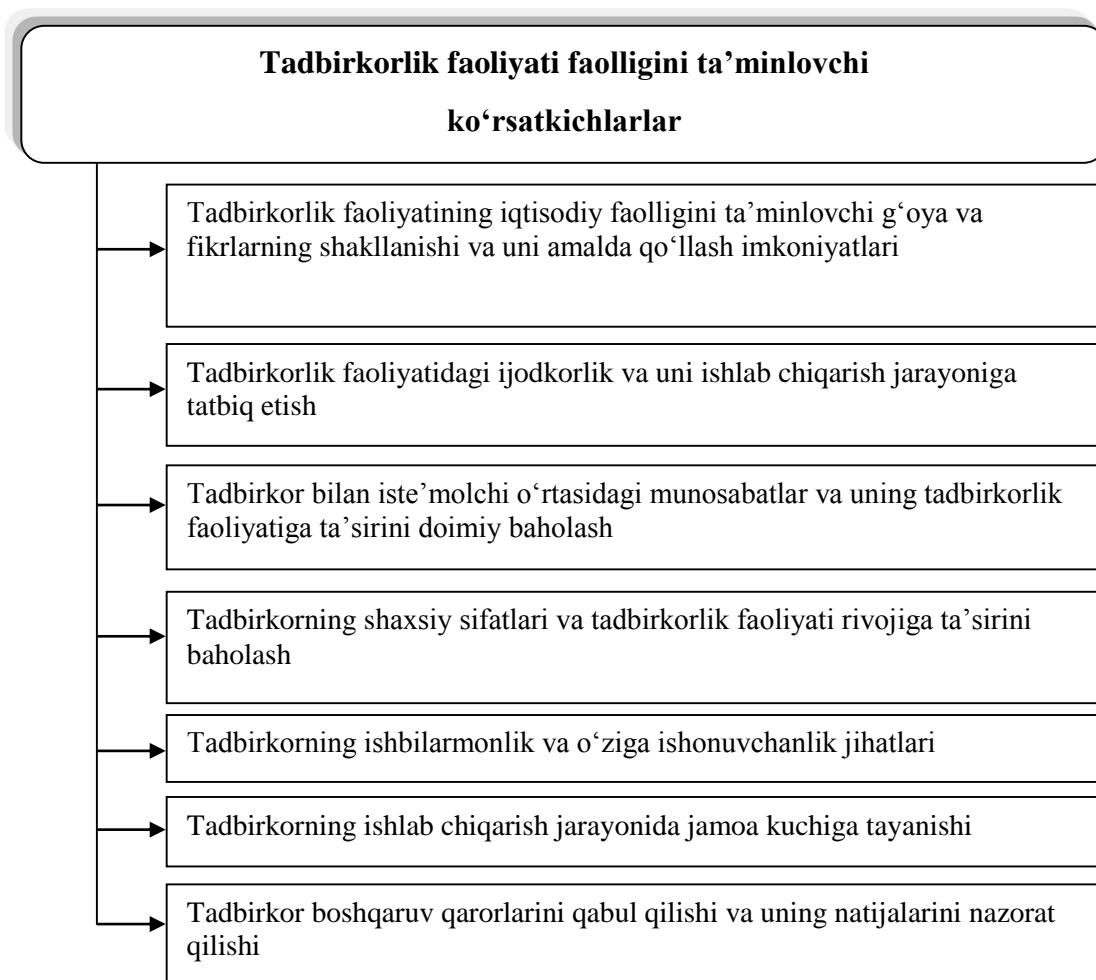 Tadbirkorlik faoliyati faolligini ta’minlovchi
ko‘rsatkichlarlar
Tadbirkorlik faoliyatining iqtisodiy faolligini ta’minlovchi g‘oya va
fikrlarning shakllanishi va uni amalda qo‘llash imkoniyatlari
Tadbirkorlik faoliyatidagi ijodkorlik va uni ishlab chiqarish jarayoniga
tatbiq etish
Tadbirkor bilan iste’molchi o‘rtasidagi munosabatlar va uning tadbirkorlik
faoliyatiga ta’sirini doimiy baholash
Tadbirkorning shaxsiy sifatlari va tadbirkorlik faoliyati rivojiga ta’sirini
baholash
Tadbirkorning ishbilarmonlik va o‘ziga ishonuvchanlik jihatlari
Tadbirkorning ishlab chiqarish jarayonida jamoa kuchiga tayanishi
Tadbirkor boshqaruv qarorlarini qabul qilishi va uning natijalarini nazorat
qilishi